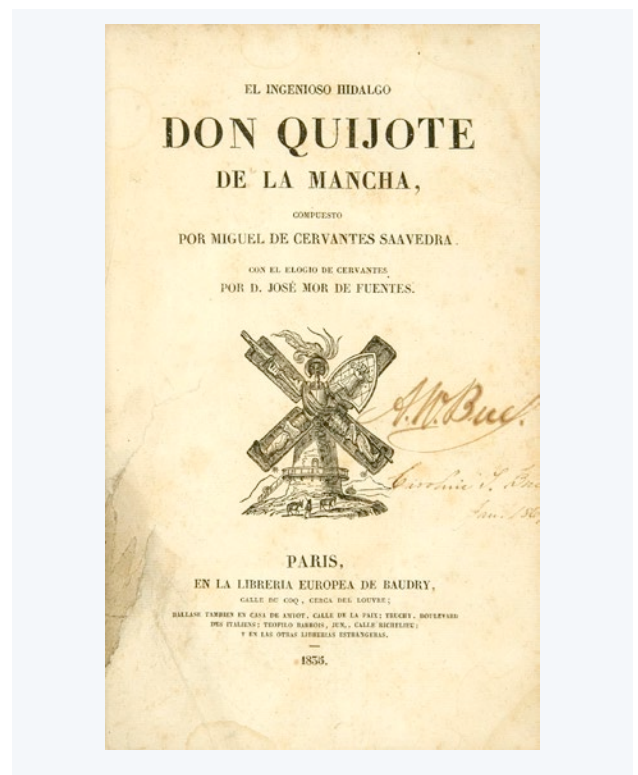 EL INGENIOSO HIDALGO
DON QUIJOTE
DE LA MANCHA,
COMPUESTO
POR MIGUEL DE CERVANTES SAAVEDRA.
CON EL ELOGIO DE CERVANTES
POR D. JOSÉ MOR DE FUENTES.
A. W.
Caroline
PARIS,
EN LA LIBRERIA EUROPEA DE BAUDRY,
CALLE DU COQ, CERCA DEL LOUVRE;
HÁLLASE TAMBIEN EN CASA DE AMYOT, CALLE DE LA PAIX; TRUCHY, BOULEVARD
DES ITALIENS; TEOFILO BARROIS, JUN., CALLE RICHELIEU;
Y EN LAS OTRAS LIBRERIAS ESTRANGERAS.
1835.